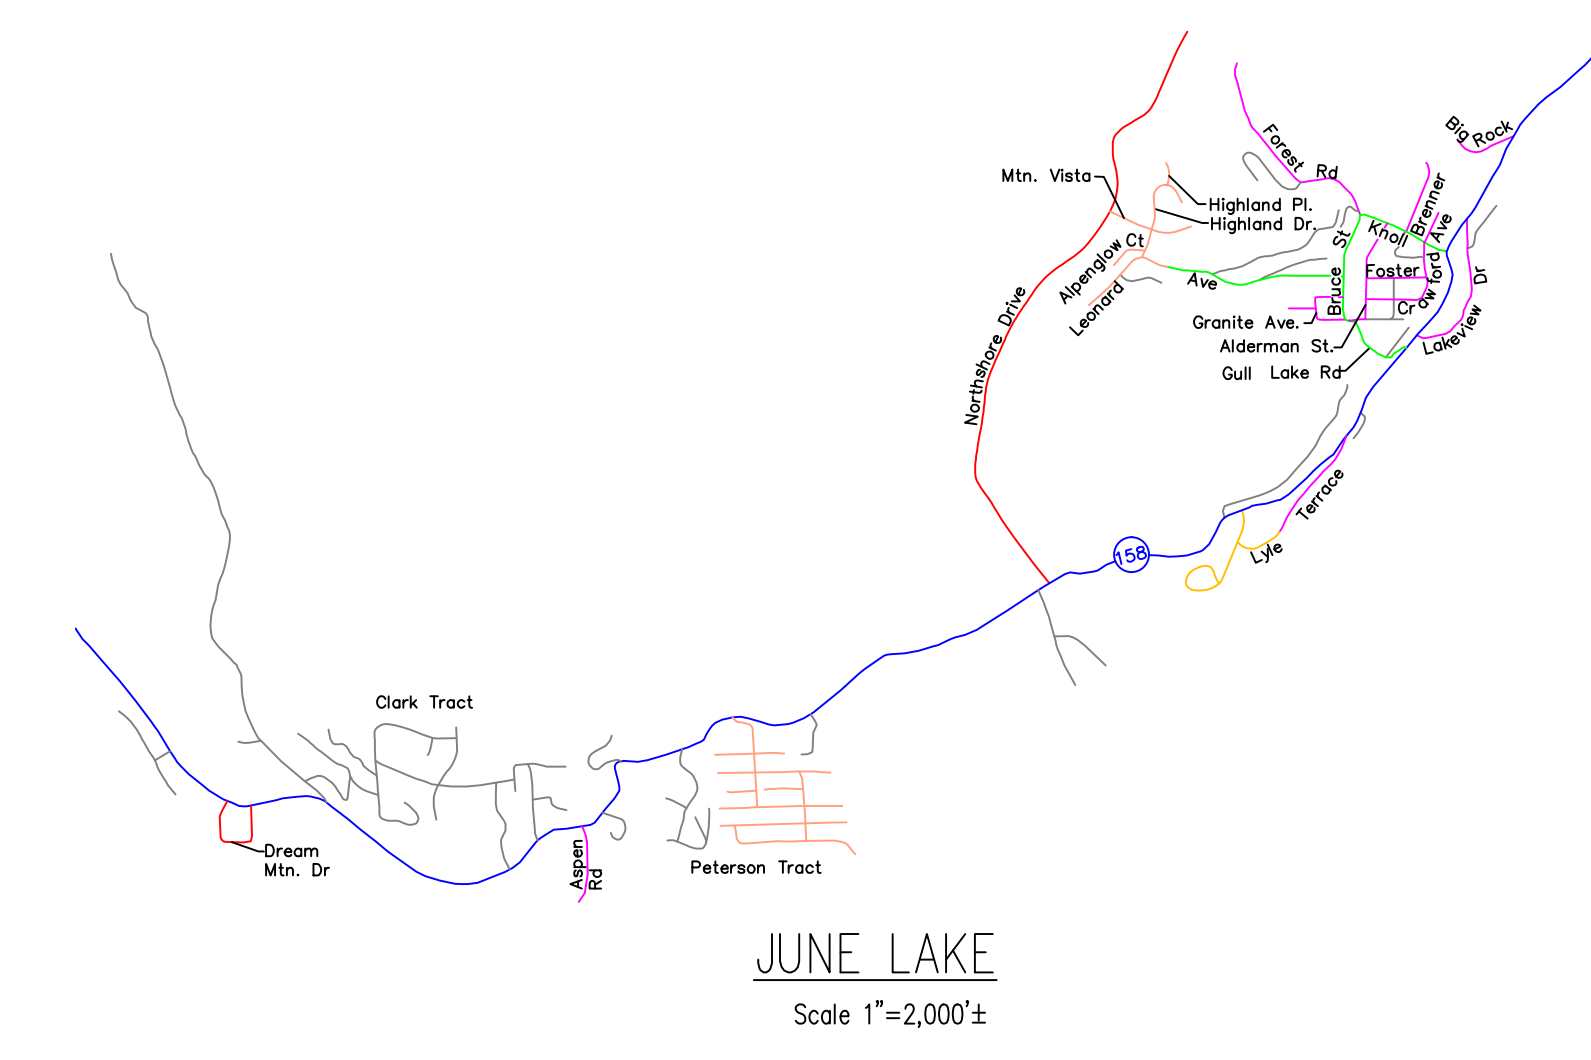 Big Rock
Forest Rd
Mtn. Vista
Highland Pl.
Highland Dr.
Brenner
Ave
Knoll
St
Alpenglow Ct
Leonard
Ave
Bruce
Foster
Crawford
Dr
Lakeview
Granite Ave.
Alderman St.
Gull Lake Rd
Northshore Drive
Terrace
Lyle
158
Clark Tract
Dream
Mtn. Dr
Aspen
Rd
Peterson Tract
JUNE LAKE
Scale 1"=2,000'±